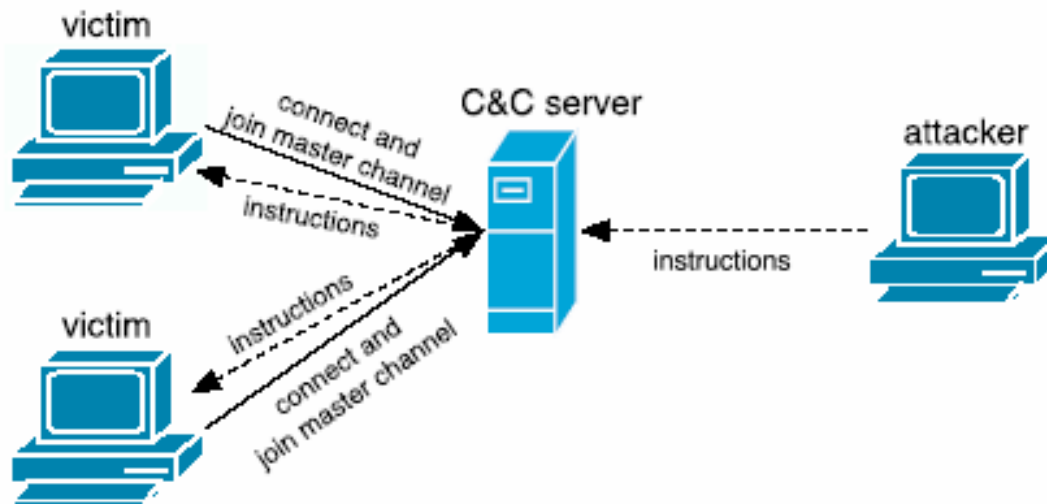 victim
connect and
join master channel
instructions
C&C server
attacker
instructions
victim
instructions
connect and
join master channel